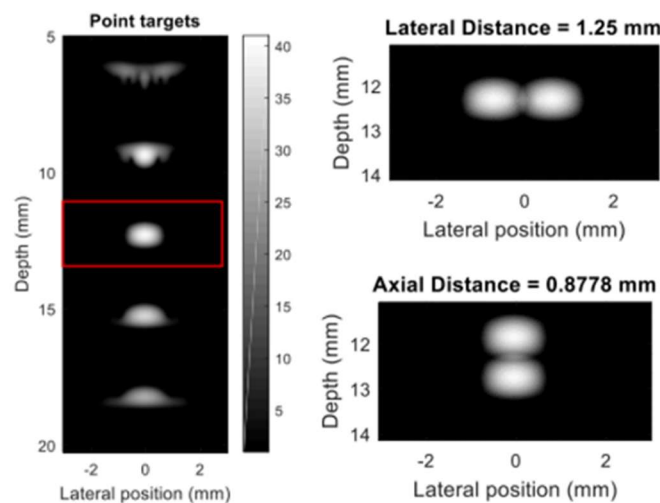 Point targets
5
10
15
20
Depth (mm)
-2 0 2
Lateral position (mm)
40
35
30
25
20
15
10
5
Lateral Distance = 1.25 mm
12
13
14
Depth (mm)
-2 0 2
Lateral position (mm)
Axial Distance = 0.8778 mm
12
13
14
Depth (mm)
-2 0 2
Lateral position (mm)